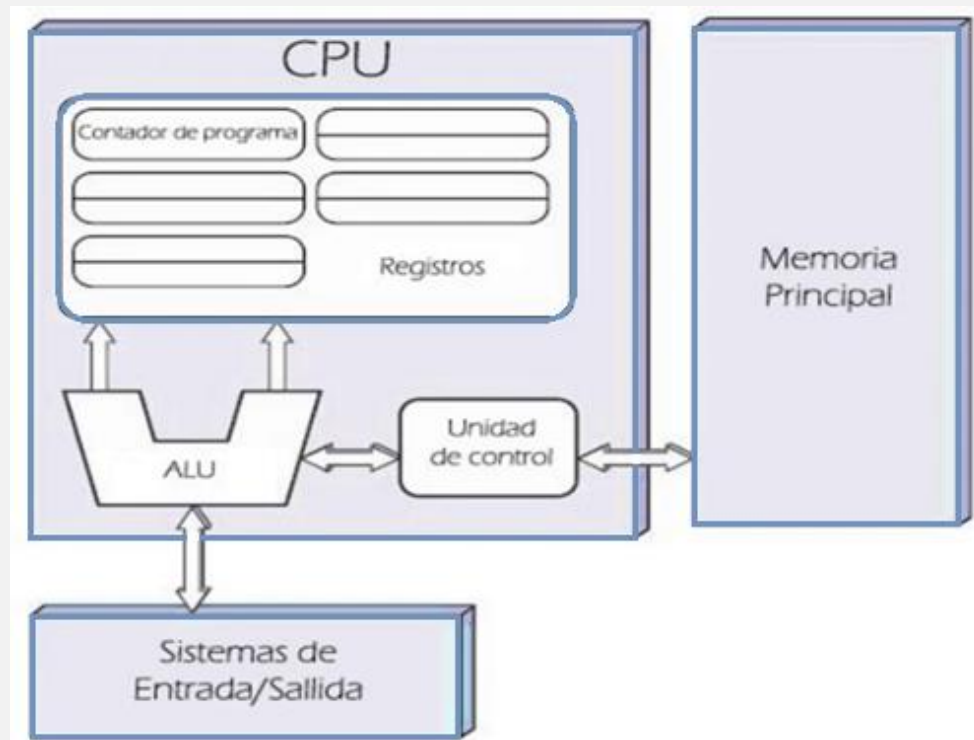 CPU
Contador de programa
Registros
Memoria
Principal
Unidad
de control
ALU
Sistemas de
Entrada/Sallida